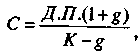 C = Д.П.(1+g) / K-g ,